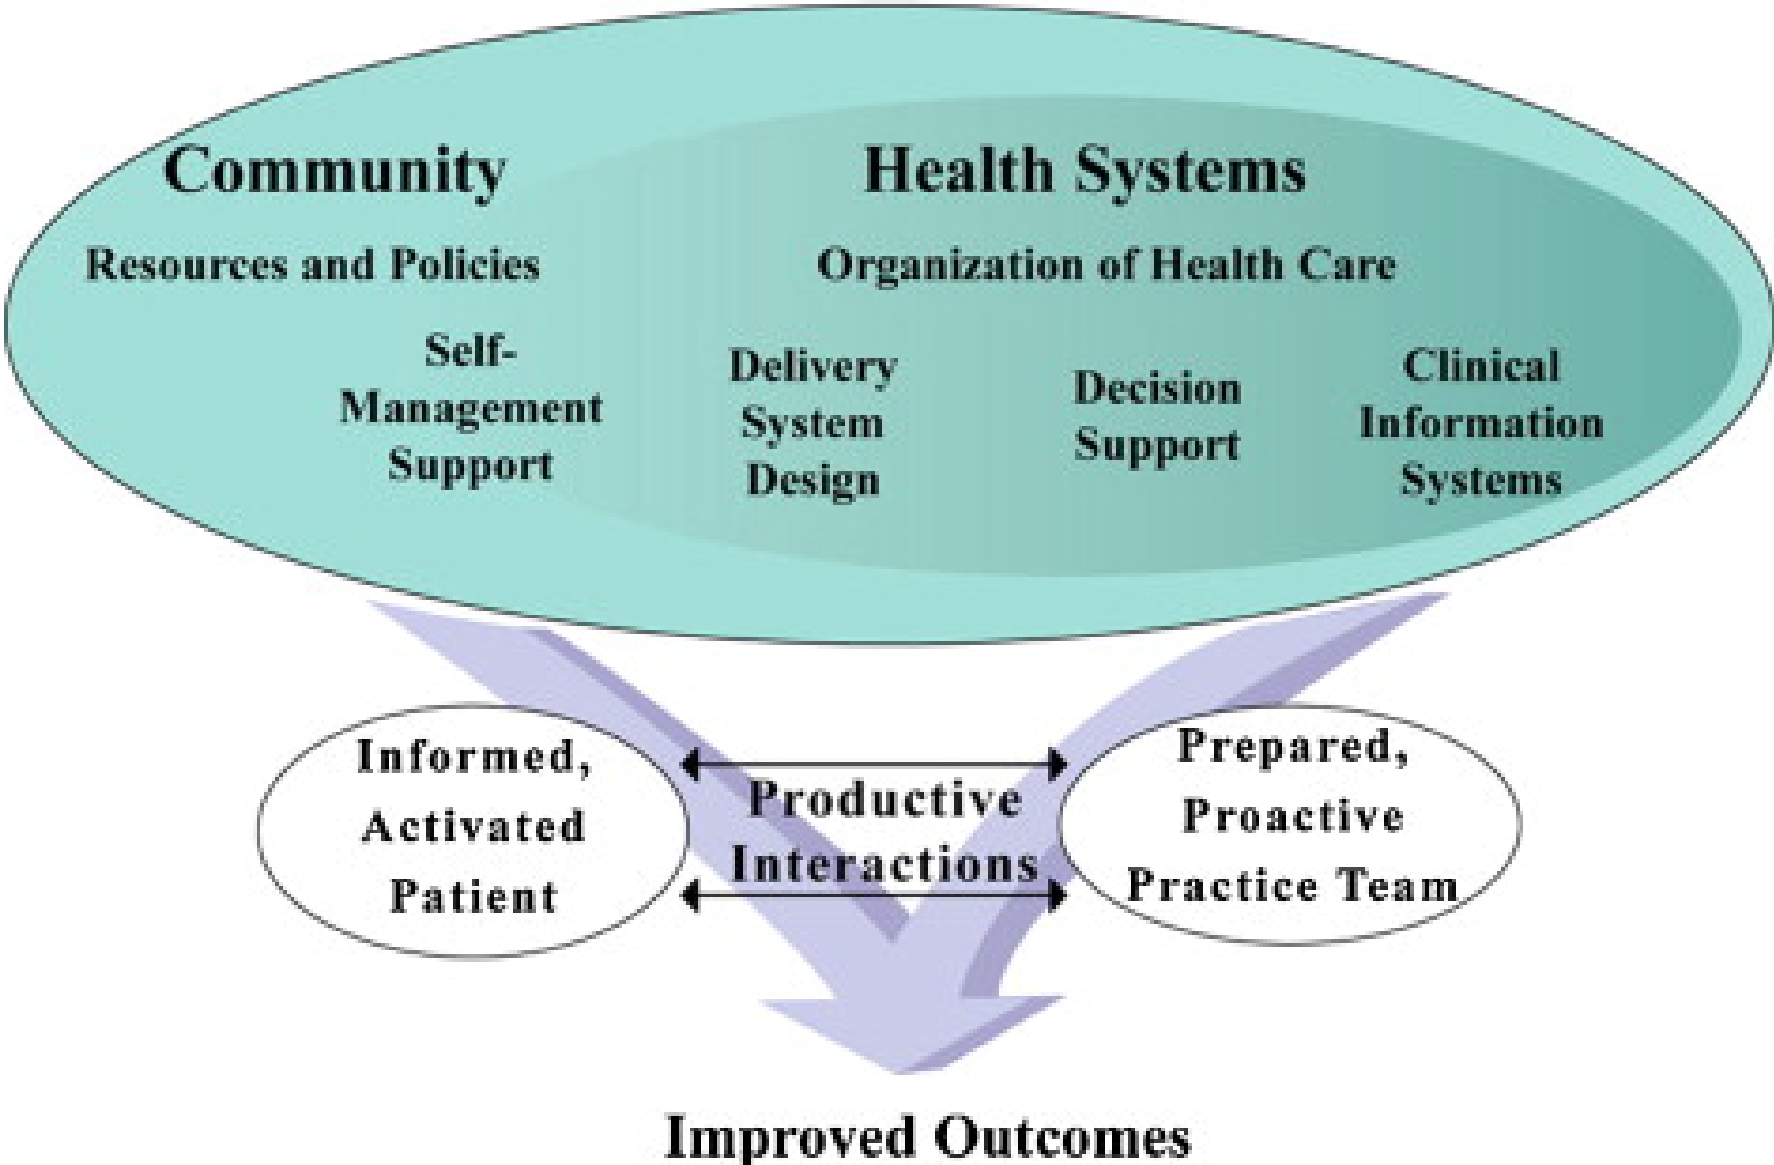 Community
Health Systems
Resources and Policies
Organization of Health Care
Self-
Management
Support
Delivery
System
Design
Decision
Support
Clinical
Information
Systems
Informed,
Activated
Patient
Productive
Interactions
Prepared,
Proactive
Practice Team
Improved Outcomes